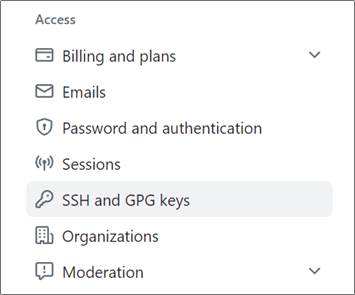 Access
Billing and plans
Emails
Password and authentication
Sessions
SSH and GPG keys
Organizations
Moderation